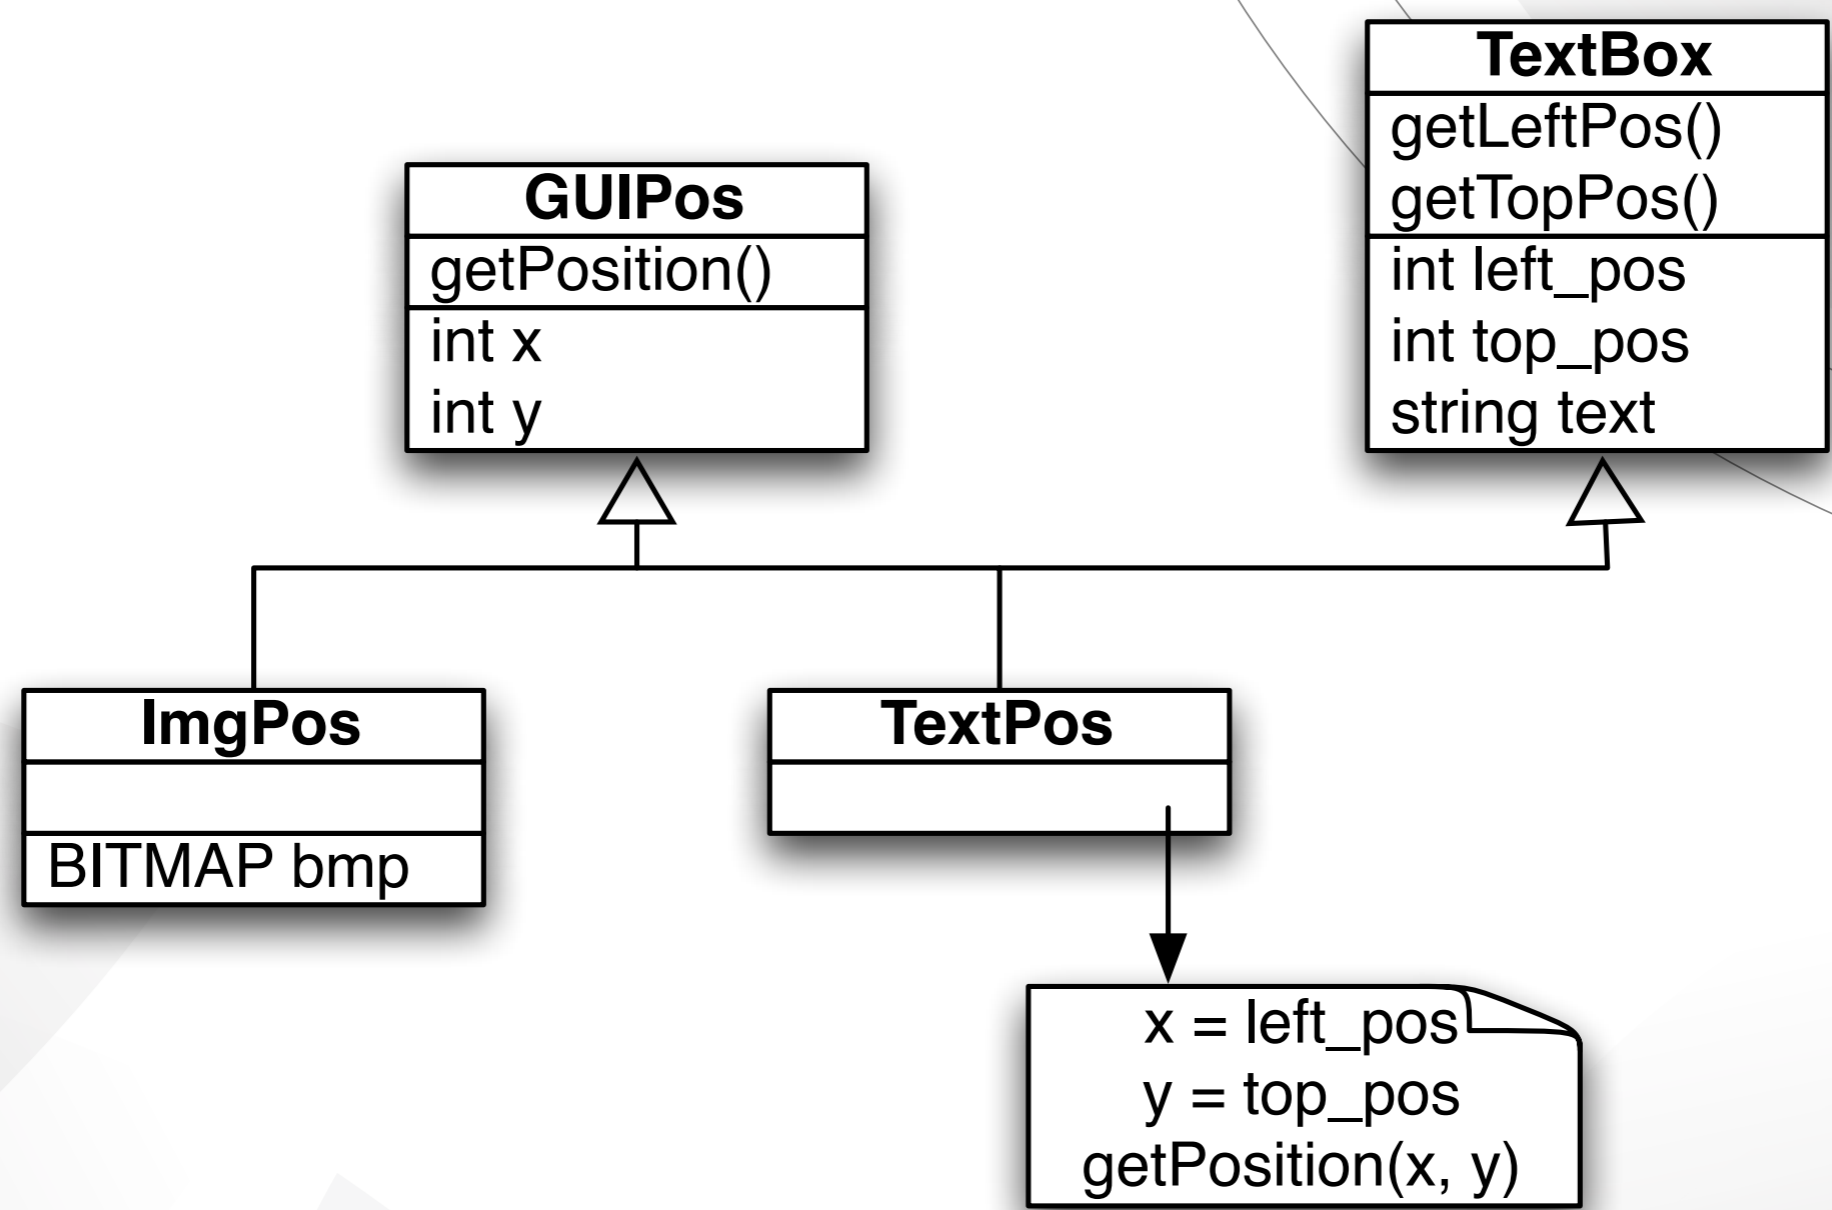 GUIPos
getPosition()
int x
int y
TextBox
getLeftPos()
getTopPos()
int left_pos
int top_pos
string text
ImgPos
BITMAP bmp
TextPos
x = left_pos
y = top_pos
getPosition(x, y)